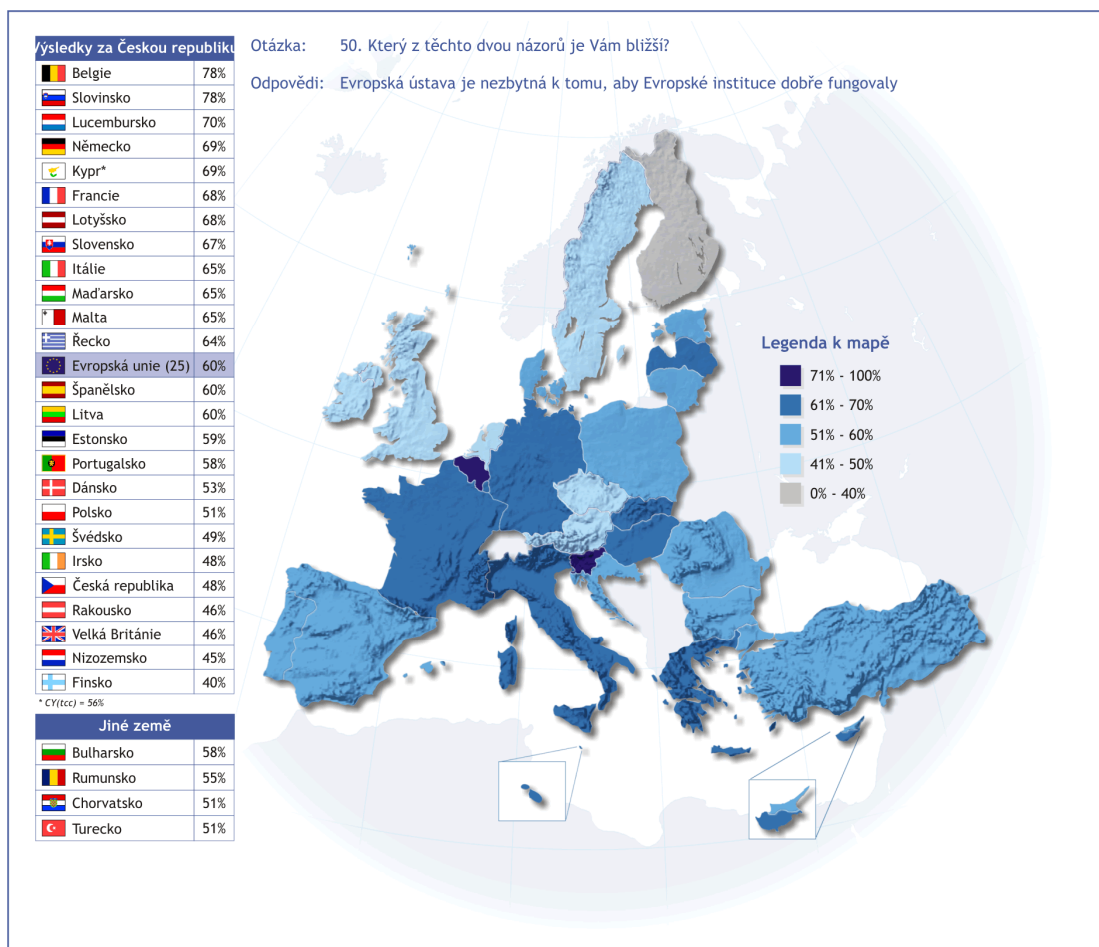 Výsledky za Českou republiku
Belgie 78%
Slovinsko 78%
Lucembursko 70%
Německo 69%
Kypr* 69%
Francie 68%
Lotyšsko 68%
Slovensko 67%
Itálie 65%
Maďarsko 65%
Malta 65%
Řecko 64%
Evropská unie (25) 60%
Španělsko 60%
Litva 60%
Estonsko 59%
Portugalsko 58%
Dánsko 53%
Polsko 51%
Švédsko 49%
Irsko 48%
Česká republika 48%
Rakousko 46%
Velká Británie 46%
Nizozemsko 45%
Finsko 40%
* CY(tcc) = 56%
Jiné země
Bulharsko 58%
Rumunsko 55%
Chorvatsko 51%
Turecko 51%
Otázka: 50. Který z těchto dvou názorů je Vám bližší?
Odpovědi: Evropská ústava je nezbytná k tomu, aby Evropské instituce dobře fungovaly
Legenda k mapě
71% - 100%
61% - 70%
51% - 60%
41% - 50%
0% - 40%